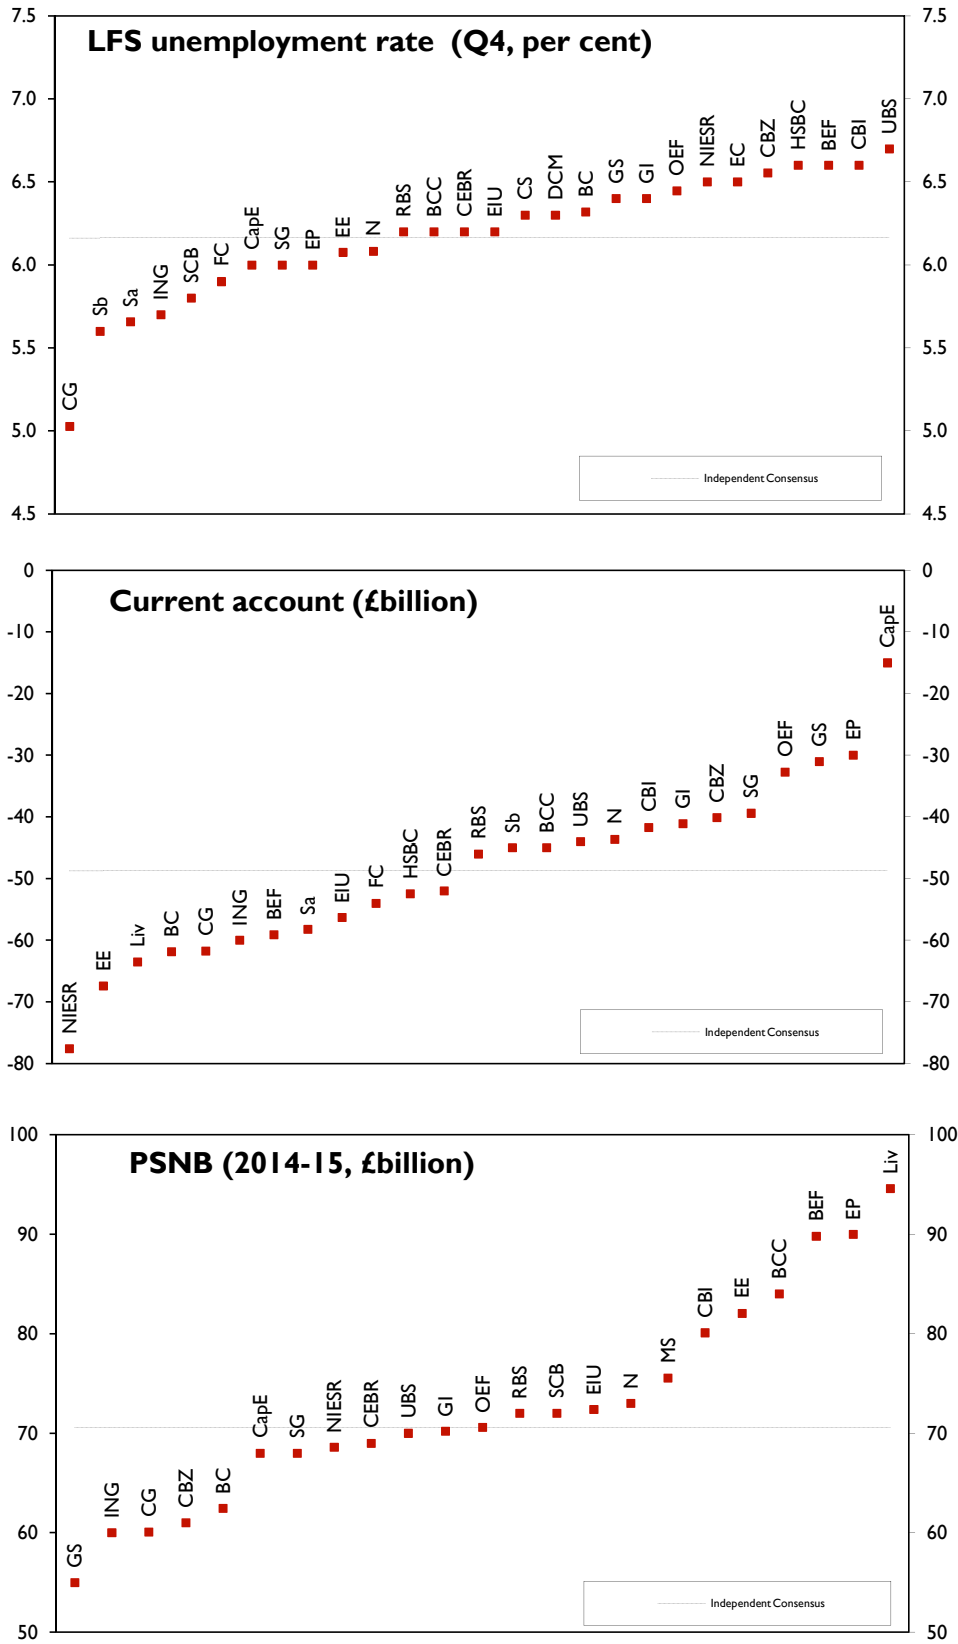 LFS unemployment rate (Q4, per cent)
7.5 7.5
7.0 7.0
6.5 6.5
6.0 6.0
5.5 5.5
5.0 5.0
4.5 4.5
CG
Sb
Sa
ING
SCB
FC
CapE
SG
EP
EE
N
RBS
BCC
CEBR
EIU
CS
DCM
BC
GS
GI
OEF
NIESR
EC
CBZ
HSBC
BEF
CBI
UBS
Independent Consensus
Current account (£billion)
0 0
-10 -10
-20 -20
-30 -30
-40 -40
-50 -50
-60 -60
-70 -70
-80 -80
NIESR
EE
Liv
BC
CG
ING
BEF
Sa
EIU
FC
HSBC
CEBR
RBS
Sb
BCC
UBS
N
CBI
GI
CBZ
SG
OEF
GS
EP
CapE
Independent Consensus
PSNB (2014-15, £billion)
100 100
90 90
80 80
70 70
60 60
50 50
GS
ING
CG
CBZ
BC
CapE
SG
NIESR
CEBR
UBS
GI
OEF
RBS
SCB
EIU
N
MS
CBI
EE
BCC
BEF
EP
Liv
Independent Consensus